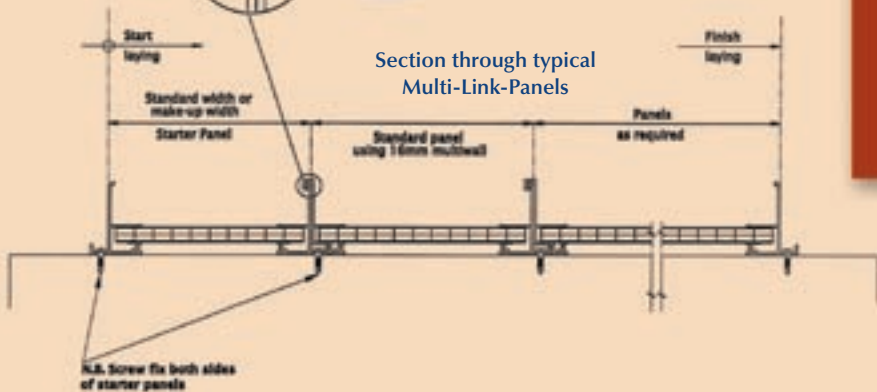 Start
laying
Finish
laying
Section through typical
Multi-Link-Panels
Standard width or
make-up width
Starter Panel
Standard panel
using 16mm multiwall
Panels
as required
N.B. Screw fix both sides
of starter panels